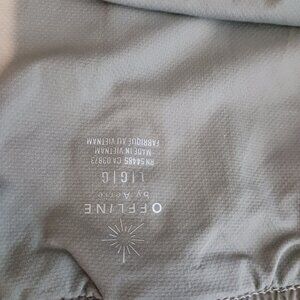 OFFLINE
by Aerie
L|G|G
RN 54485 CA 03873
MADE IN VIETNAM
FABRIQUÉ AU VIETNAM